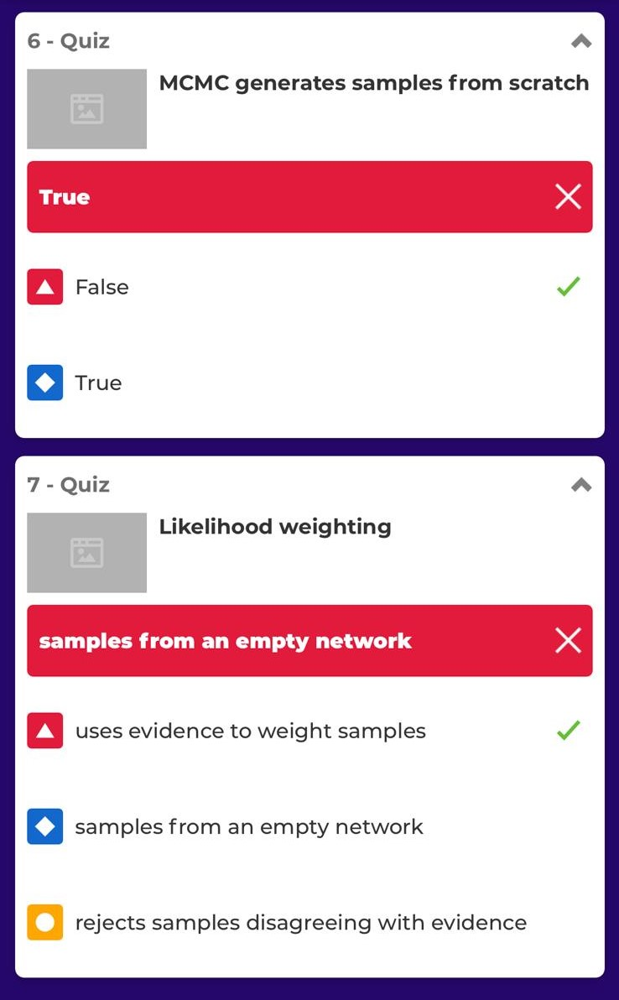 6 - Quiz
MCMC generates samples from scratch
True
False
True
7 - Quiz
Likelihood weighting
samples from an empty network
uses evidence to weight samples
samples from an empty network
rejects samples disagreeing with evidence